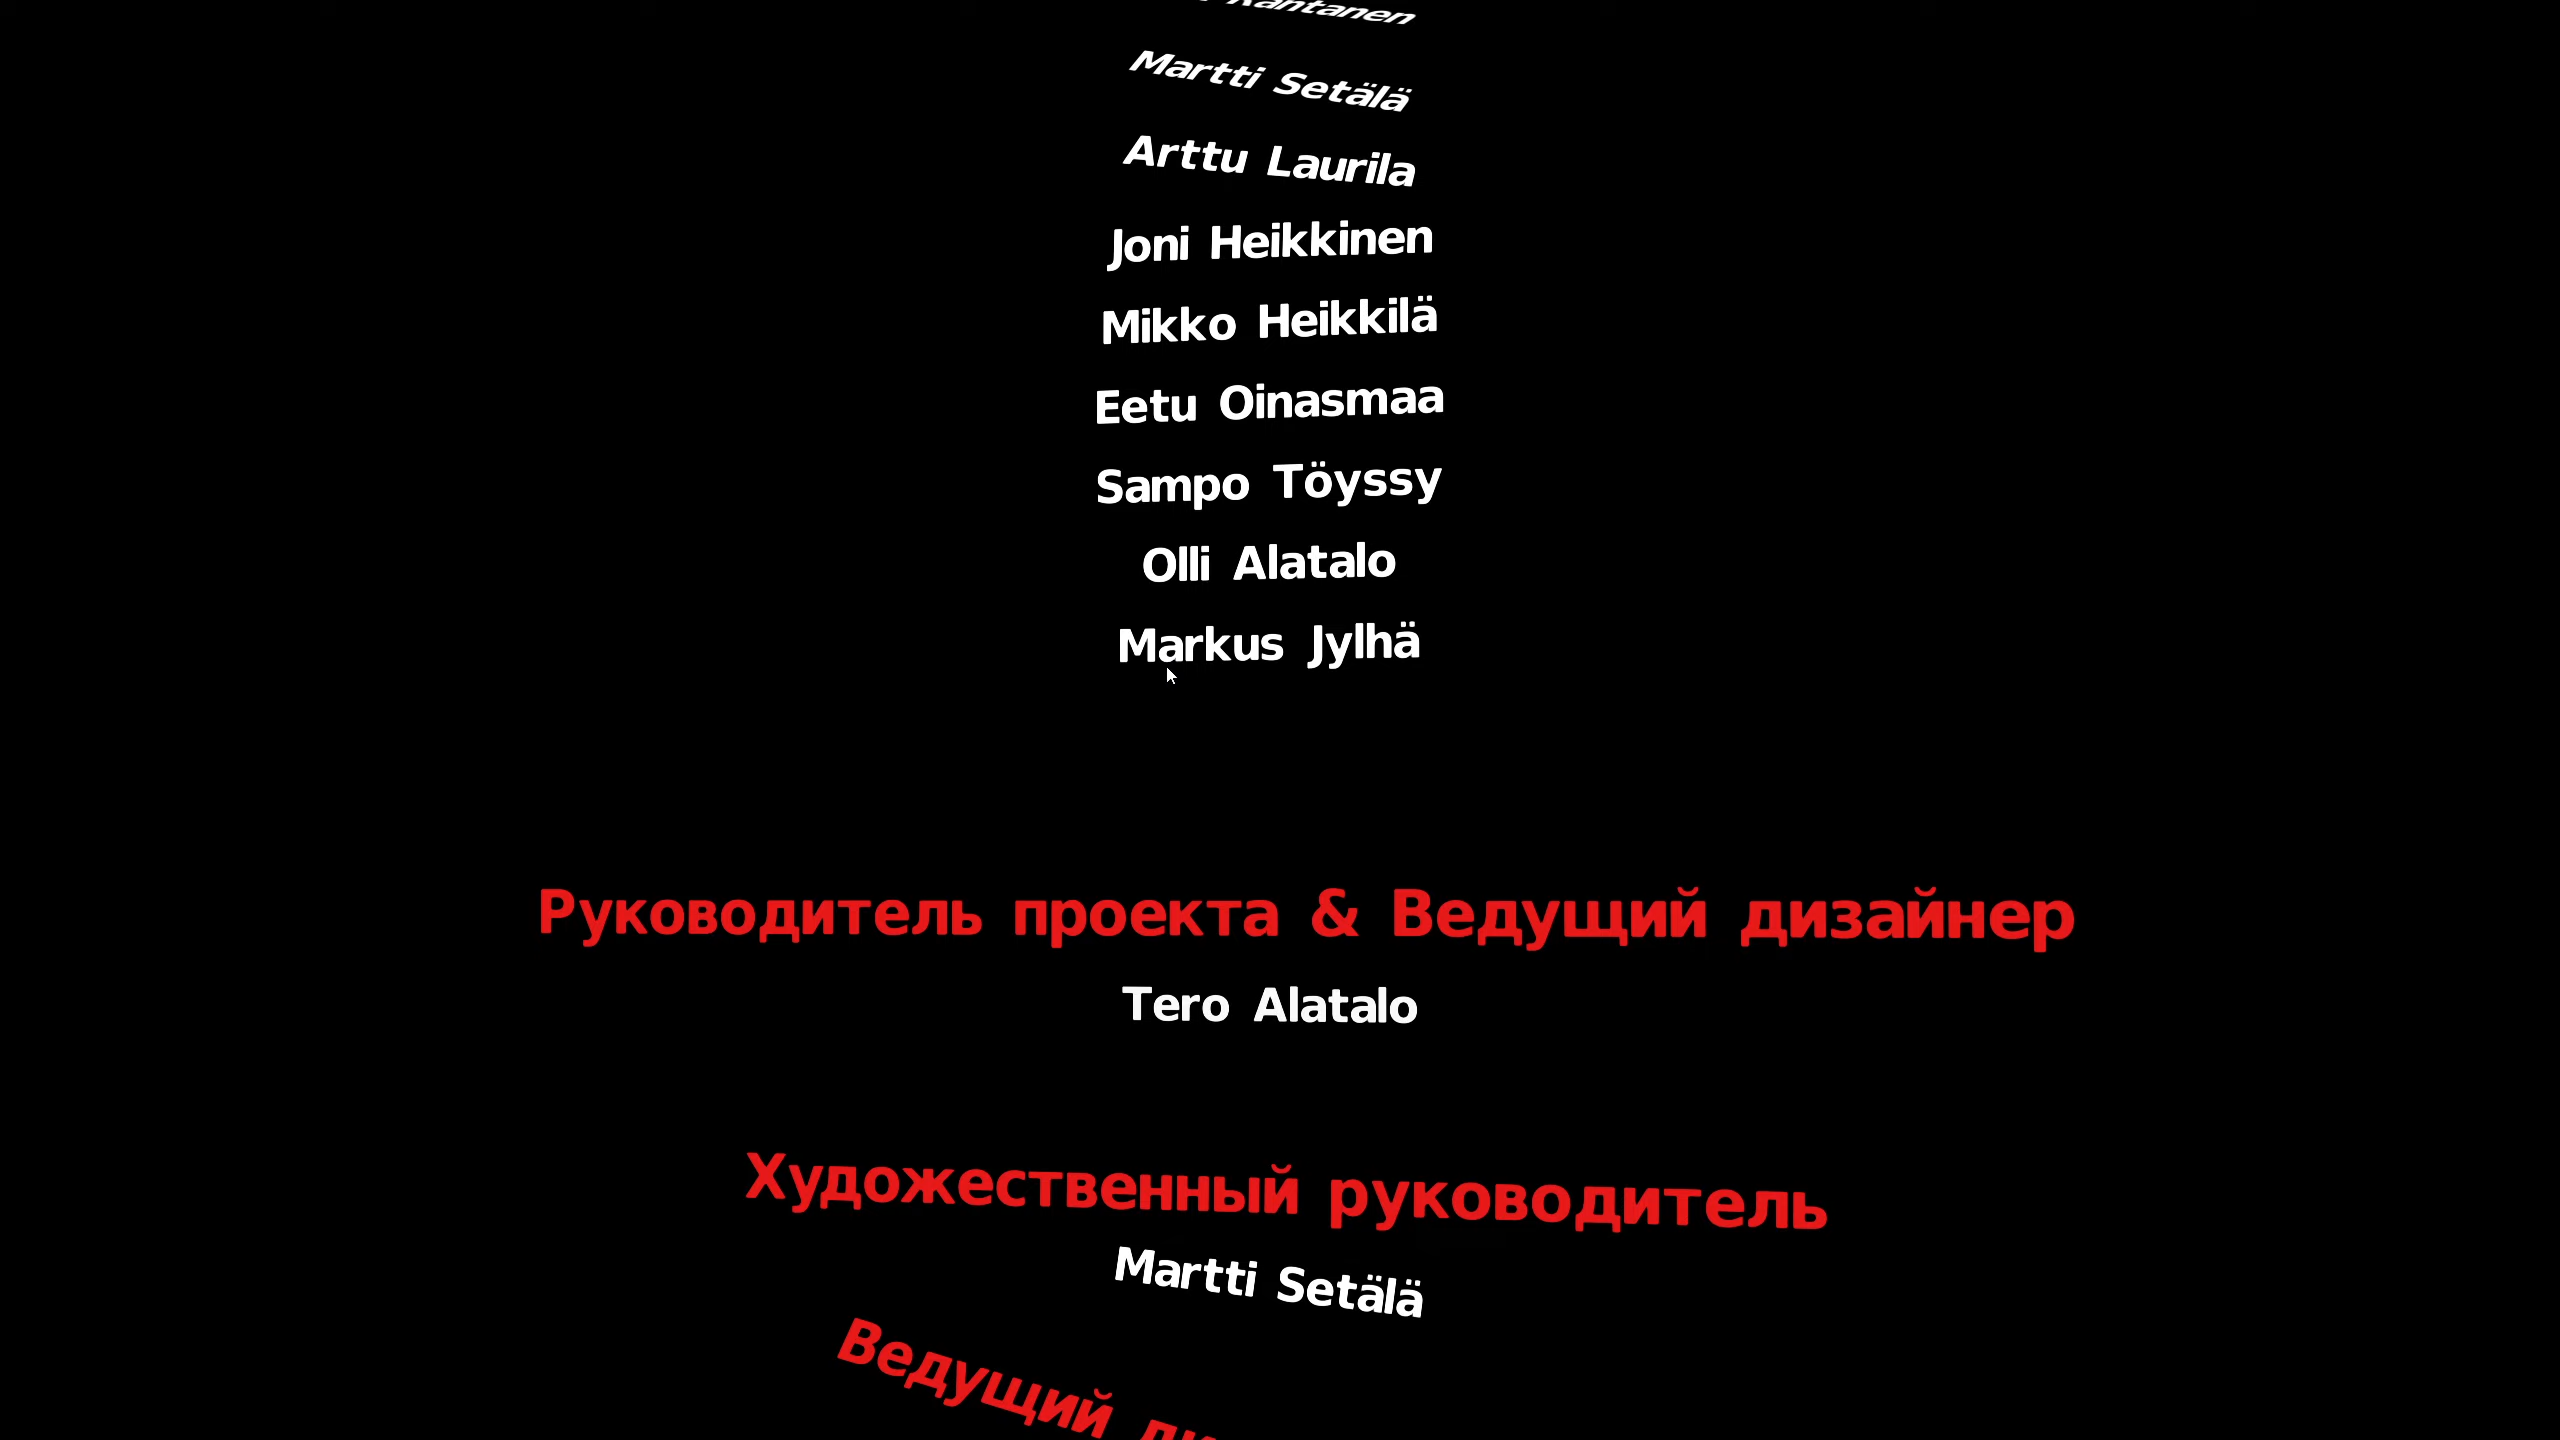 Martti Setälä
Arttu Laurila
Joni Heikkinen
Mikko Heikkilä
Eetu Oinasmaa
Sampo Töyssy
Olli Alatalo
Markus Jylhä
Руководитель проекта & Ведущий дизайнер
Tero Alatalo
Художественный руководитель
Martti Setälä
Ведущий